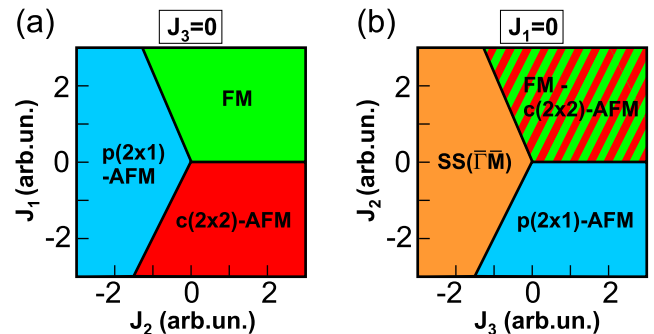 (a)
J₃=0
J₁ (arb.un.)
2
0
-2
FM
p(2x1)
-AFM
c(2x2)-AFM
-2 0 2
J₂ (arb.un.)
(b)
J₁=0
J₂ (arb.un.)
2
0
-2
FM -
c(2x2)-AFM
SS(Γ̄M̄)
p(2x1)-AFM
-2 0 2
J₃ (arb.un.)